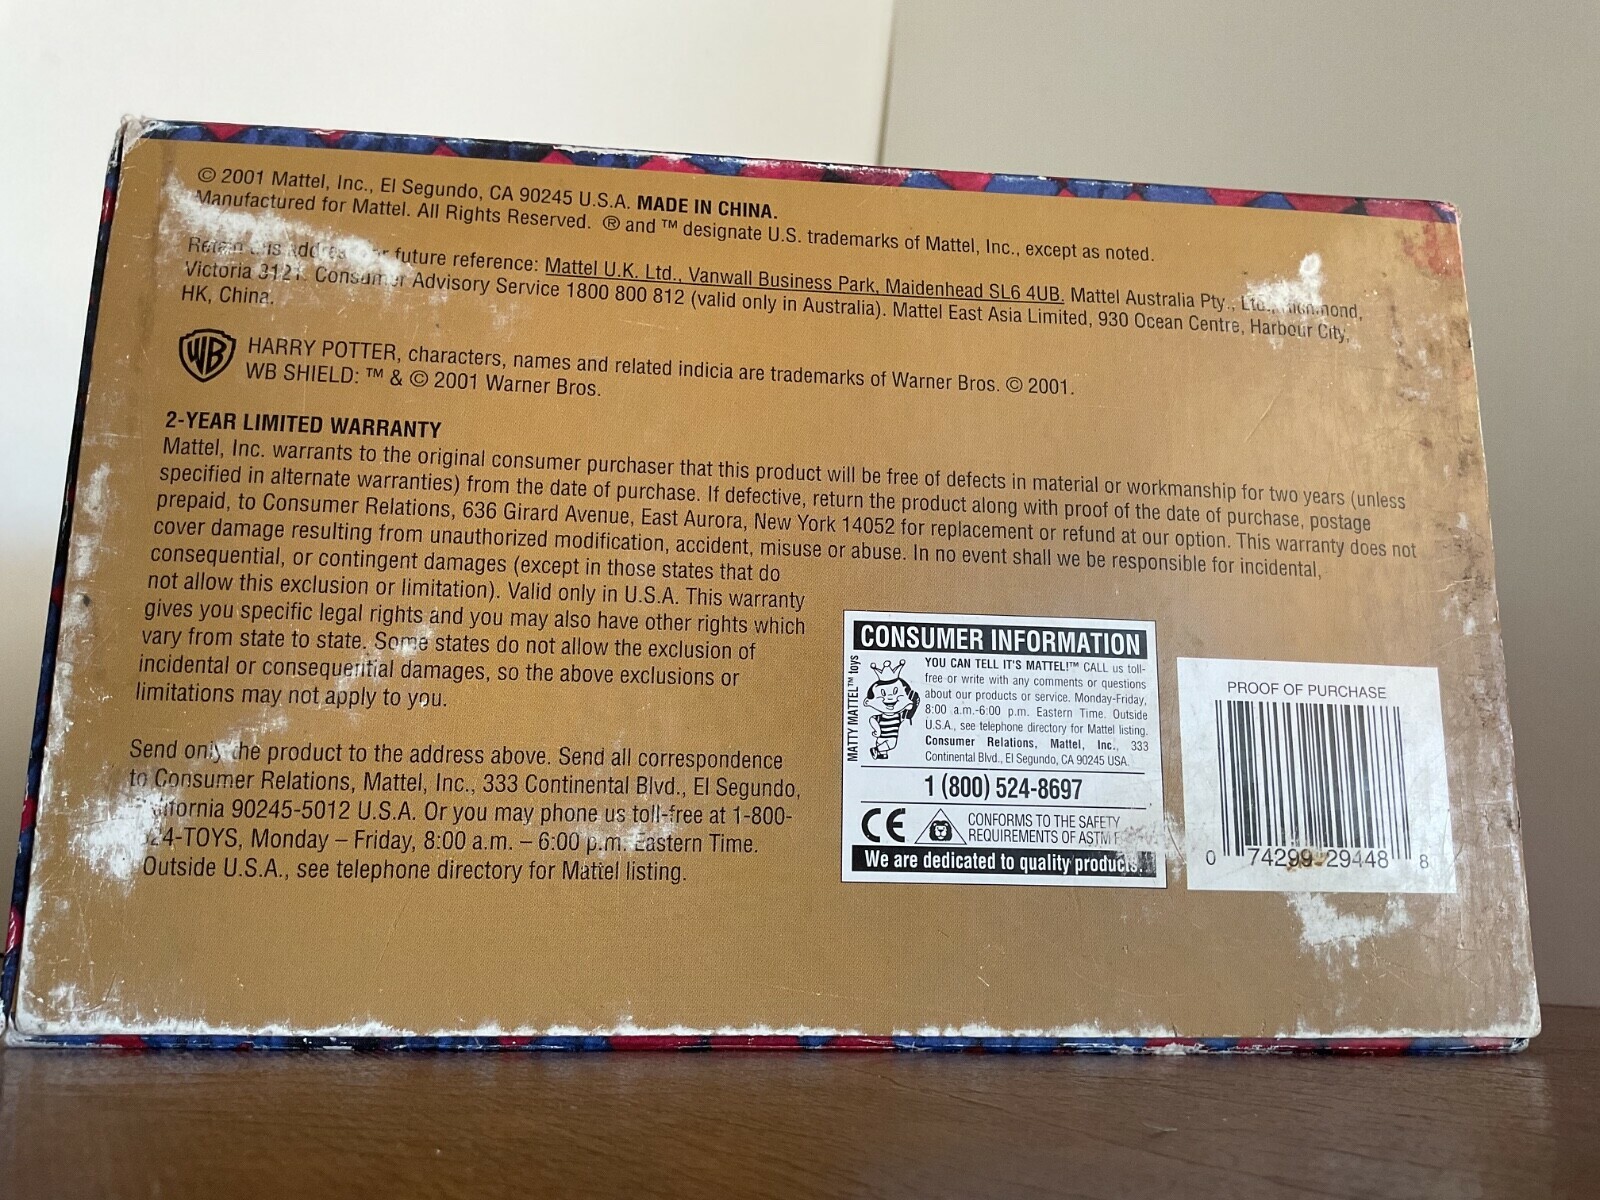 © 2001 Mattel, Inc., El Segundo, CA 90245 U.S.A. MADE IN CHINA.
Manufactured for Mattel. All Rights Reserved. ® and ™ designate U.S. trademarks of Mattel, Inc., except as noted.
Retain this address for future reference: Mattel U.K. Ltd., Vanwall Business Park, Maidenhead SL6 4UB. Mattel Australia Pty., Ltd., Richmond,
Victoria 3121. Consumer Advisory Service 1800 800 812 (valid only in Australia). Mattel East Asia Limited, 930 Ocean Centre, Harbour City,
HK, China.
WB
HARRY POTTER, characters, names and related indicia are trademarks of Warner Bros. © 2001.
WB SHIELD: ™ & © 2001 Warner Bros.
2-YEAR LIMITED WARRANTY
Mattel, Inc. warrants to the original consumer purchaser that this product will be free of defects in material or workmanship for two years (unless
specified in alternate warranties) from the date of purchase. If defective, return the product along with proof of the date of purchase, postage
prepaid, to Consumer Relations, 636 Girard Avenue, East Aurora, New York 14052 for replacement or refund at our option. This warranty does not
cover damage resulting from unauthorized modification, accident, misuse or abuse. In no event shall we be responsible for incidental,
consequential, or contingent damages (except in those states that do
not allow this exclusion or limitation). Valid only in U.S.A. This warranty
gives you specific legal rights and you may also have other rights which
vary from state to state. Some states do not allow the exclusion of
incidental or consequential damages, so the above exclusions or
limitations may not apply to you.
Send only the product to the address above. Send all correspondence
to Consumer Relations, Mattel, Inc., 333 Continental Blvd., El Segundo,
California 90245-5012 U.S.A. Or you may phone us toll-free at 1-800-
24-TOYS, Monday – Friday, 8:00 a.m. – 6:00 p.m. Eastern Time.
Outside U.S.A., see telephone directory for Mattel listing.
CONSUMER INFORMATION
MATTY MATTEL™ toys
YOU CAN TELL IT'S MATTEL!™ CALL us toll-
free or write with any comments or questions
about our products or service. Monday-Friday,
8:00 a.m.-6:00 p.m. Eastern Time. Outside
U.S.A., see telephone directory for Mattel listing.
Consumer Relations, Mattel, Inc., 333
Continental Blvd., El Segundo, CA 90245 USA.
1 (800) 524-8697
CE
CONFORMS TO THE SAFETY
REQUIREMENTS OF ASTM
We are dedicated to quality products.
PROOF OF PURCHASE
0 74299 29448 8